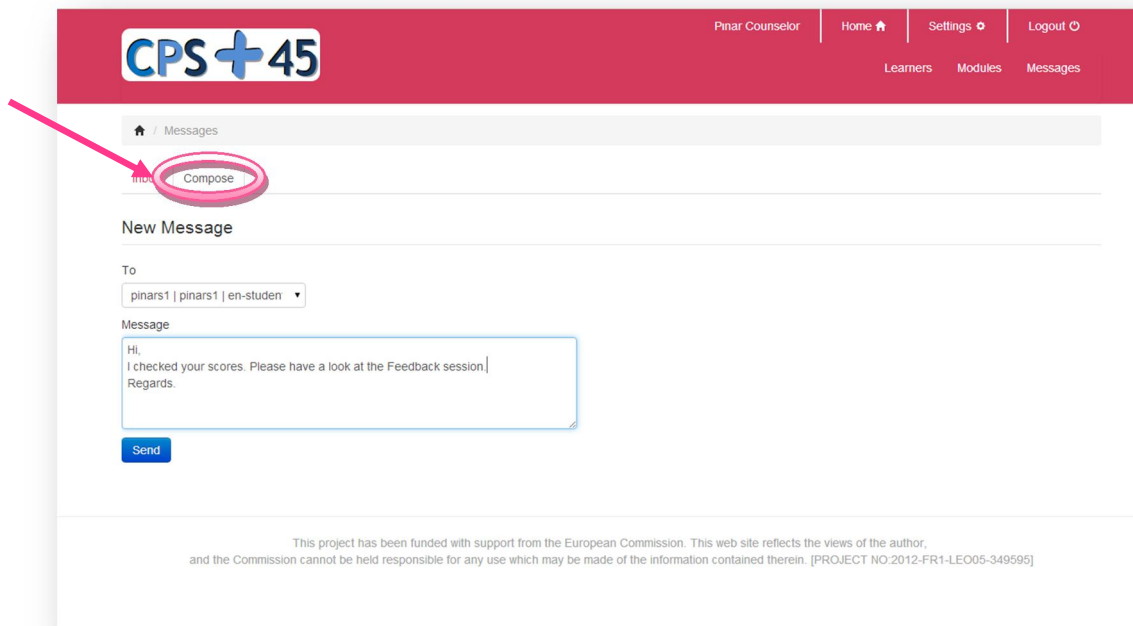 CPS+45
Pınar Counselor Home Settings Logout
Learners Modules Messages
/ Messages
Compose
New Message
To
pinars1 | pinars1 | en-studen
Message
Hi,
I checked your scores. Please have a look at the Feedback session.
Regards.
Send
This project has been funded with support from the European Commission. This web site reflects the views of the author,
and the Commission cannot be held responsible for any use which may be made of the information contained therein. [PROJECT NO:2012-FR1-LEO05-349595]